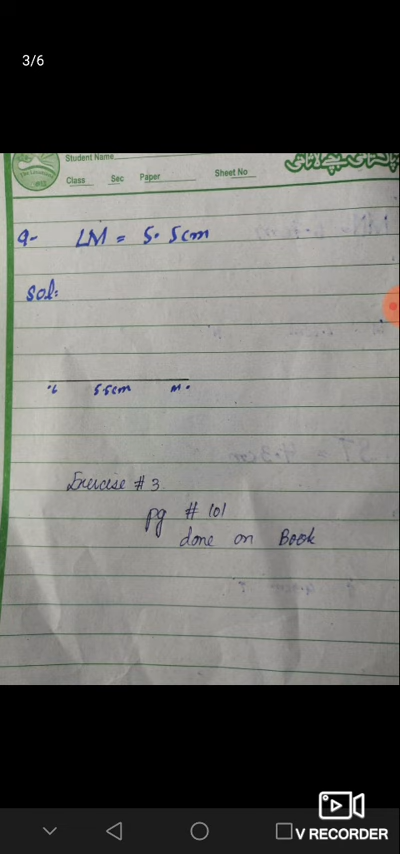 3/6
Student Name
Class Sec Paper Sheet No
9- LM = 5.5cm
Sol:
L 5.5cm M
Exercise # 3
pg # 101
done on Book
V RECORDER